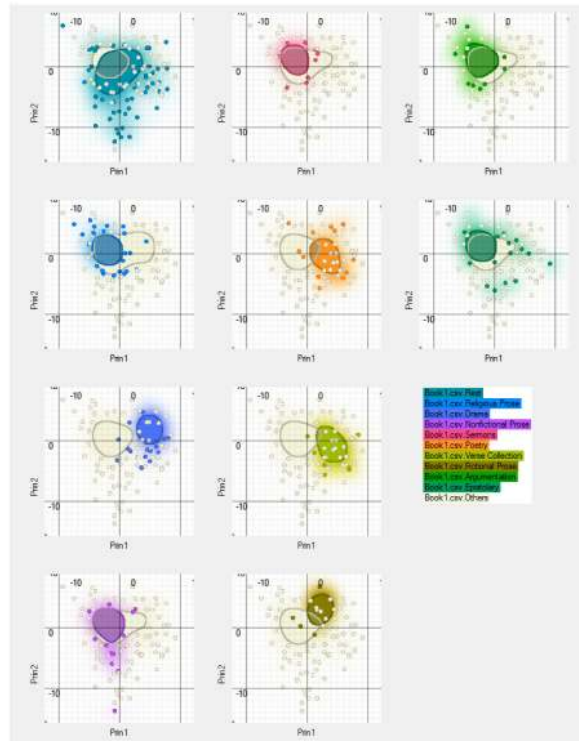 -10 0 -10 0 -10 0
0 0 0
Prin2 Prin2 Prin2
-10 -10 -10
Prin1 Prin1 Prin1
-10 0 -10 0 -10 0
0 0 0
Prin2 Prin2 Prin2
-10 -10 -10
Prin1 Prin1 Prin1
-10 0 -10 0
0 0
Prin2 Prin2
-10 -10
Prin1 Prin1
Book1.csv.Rest
Book1.csv.Religious Prose
Book1.csv.Drama
Book1.csv.Nonfictional Prose
Book1.csv.Sermons
Book1.csv.Poetry
Book1.csv.Verse Collection
Book1.csv.Fictional Prose
Book1.csv.Argumentation
Book1.csv.Epistolary
Book1.csv.Others
-10 0 -10 0
0 0
Prin2 Prin2
-10 -10
Prin1 Prin1